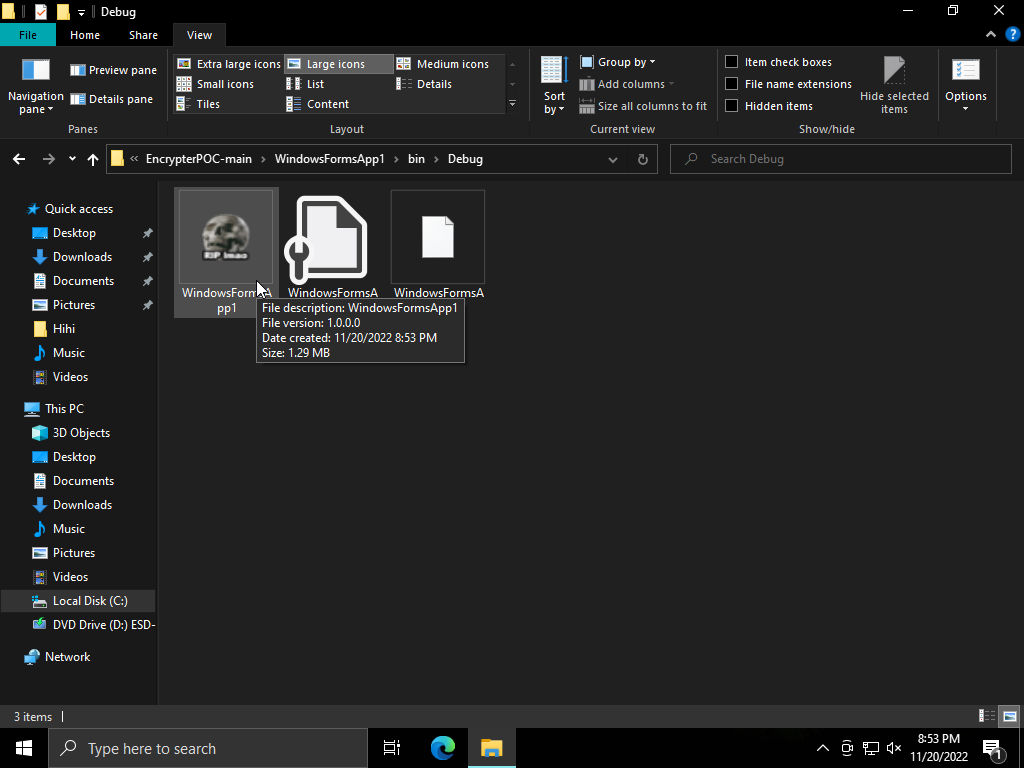 Debug
File
Home
Share
View
Navigation pane
Preview pane
Details pane
Panes
Extra large icons
Large icons
Medium icons
Small icons
List
Details
Tiles
Content
Layout
Sort by
Group by
Add columns
Size all columns to fit
Current view
Item check boxes
File name extensions
Hidden items
Show/hide
Hide selected items
Options
« EncrypterPOC-main › WindowsFormsApp1 › bin › Debug
Search Debug
Quick access
Desktop
Downloads
Documents
Pictures
Hihi
Music
Videos
This PC
3D Objects
Desktop
Documents
Downloads
Music
Pictures
Videos
Local Disk (C:)
DVD Drive (D:) ESD-
Network
RIP lmao
WindowsFormsA
pp1
WindowsFormsA
WindowsFormsA
File description: WindowsFormsApp1
File version: 1.0.0.0
Date created: 11/20/2022 8:53 PM
Size: 1.29 MB
3 items
Type here to search
8:53 PM
11/20/2022
1